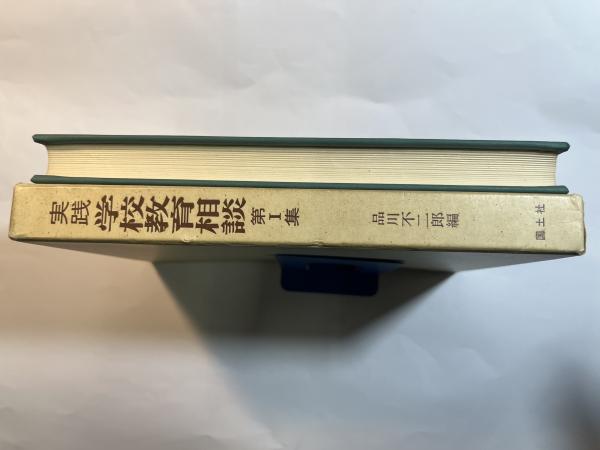 実践
学校教育相談
第I集
品川不二郎編
国土社